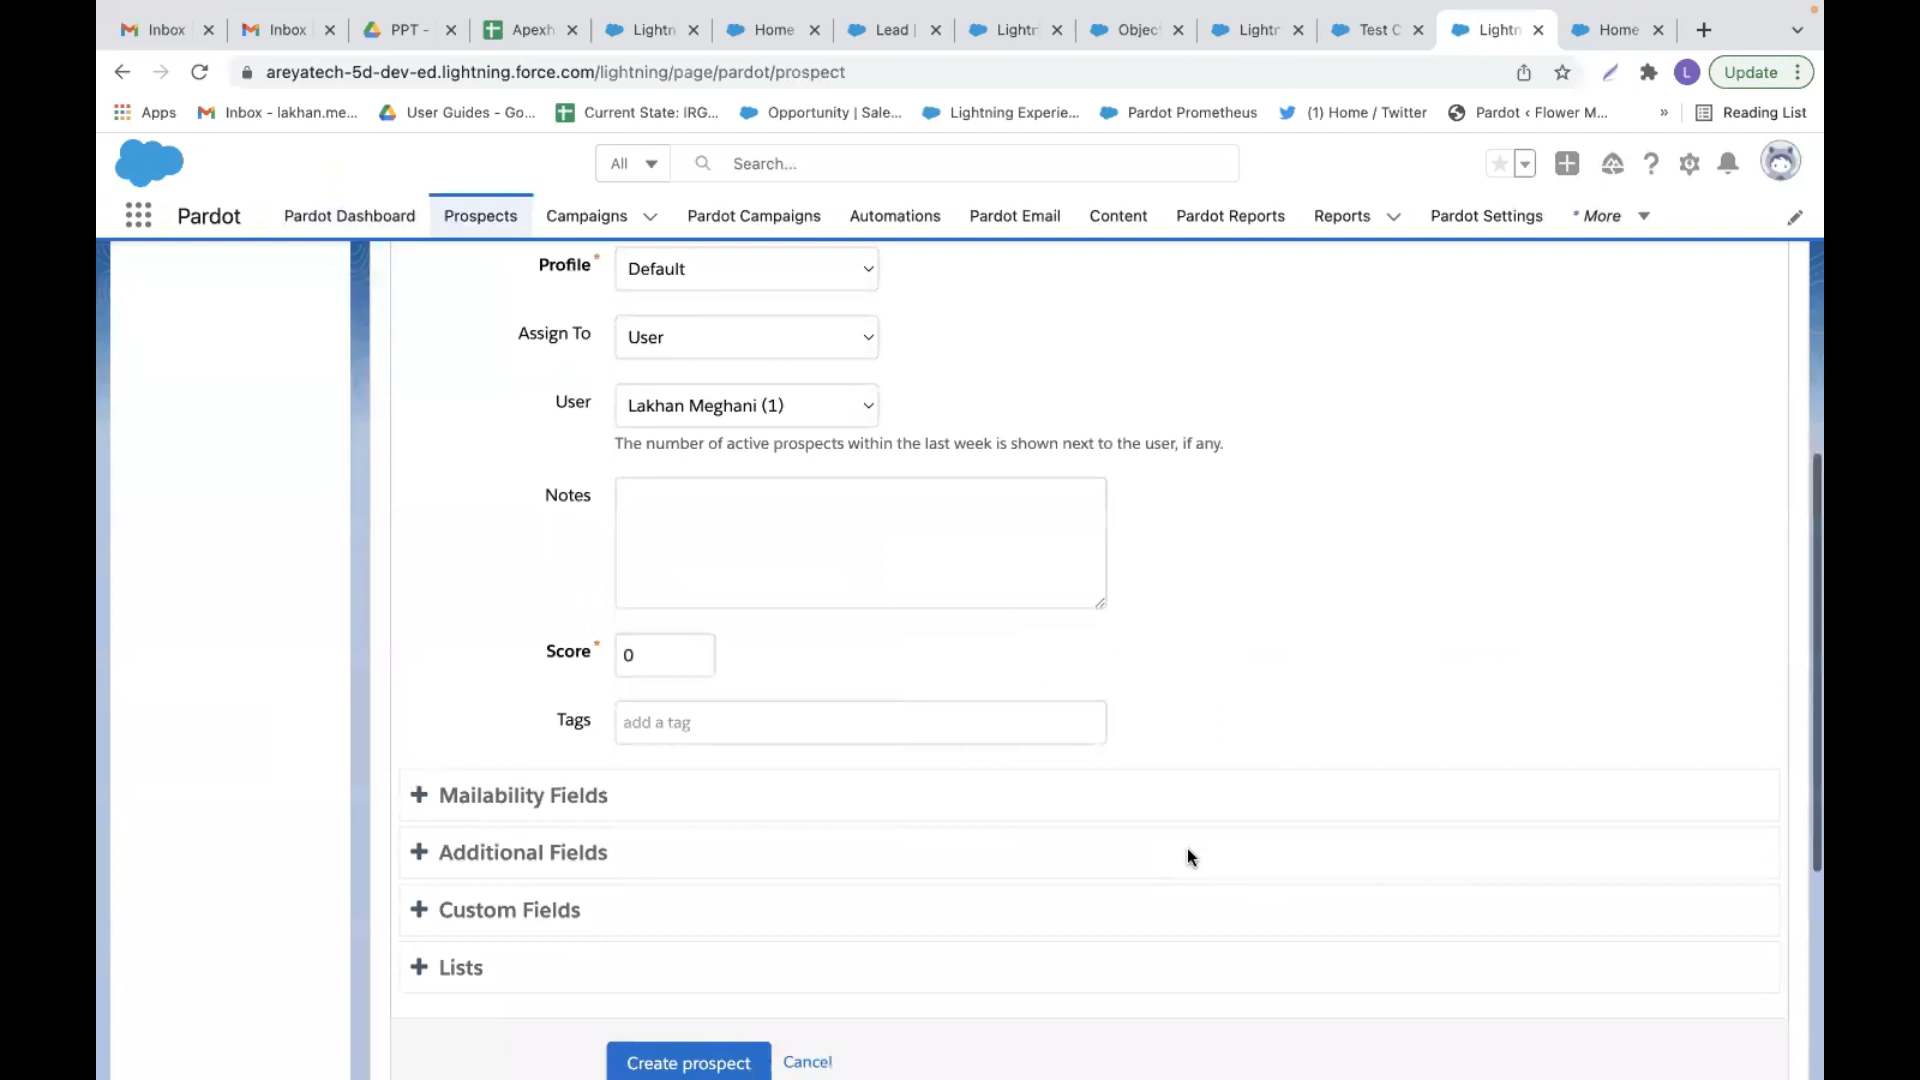 Inbox
Inbox
PPT -
Apexh
Lightn
Home
Lead |
Lightr
Objec
Lightr
Test C
Lightn
Home
areyatech-5d-dev-ed.lightning.force.com/lightning/page/pardot/prospect
L
Update
Apps
Inbox - lakhan.me...
User Guides - Go...
Current State: IRG...
Opportunity | Sale...
Lightning Experie...
Pardot Prometheus
(1) Home / Twitter
Pardot ‹ Flower M...
»
Reading List
All
Search...
Pardot
Pardot Dashboard
Prospects
Campaigns
Pardot Campaigns
Automations
Pardot Email
Content
Pardot Reports
Reports
Pardot Settings
* More
Profile *
Default
Assign To
User
User
Lakhan Meghani (1)
The number of active prospects within the last week is shown next to the user, if any.
Notes
Score *
0
Tags
add a tag
Mailability Fields
Additional Fields
Custom Fields
Lists
Create prospect
Cancel